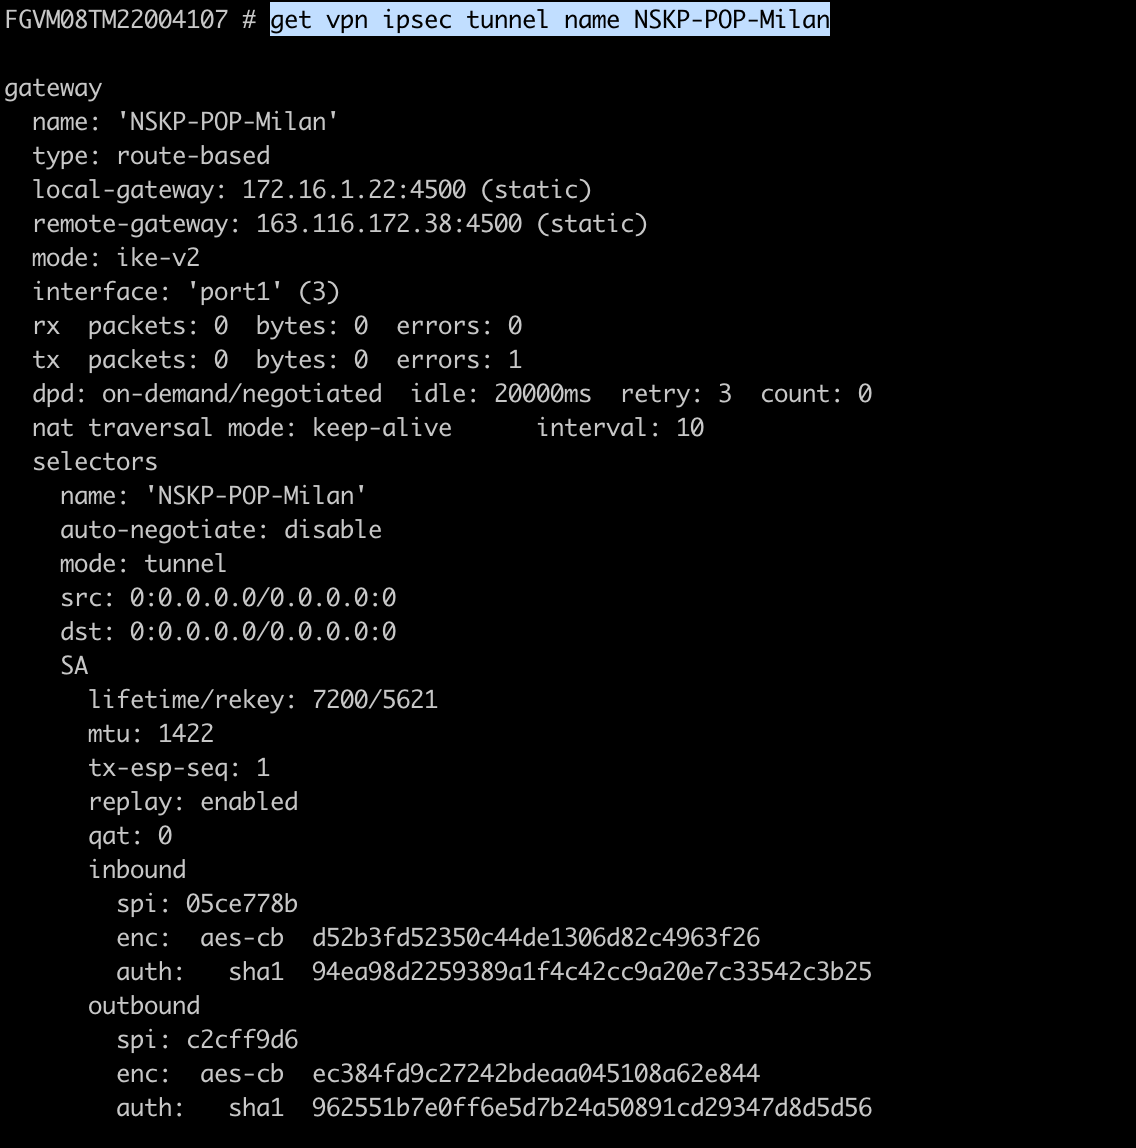 FGVM08TM22004107 # get vpn ipsec tunnel name NSKP-POP-Milan
gateway
name: 'NSKP-POP-Milan'
type: route-based
local-gateway: 172.16.1.22:4500 (static)
remote-gateway: 163.116.172.38:4500 (static)
mode: ike-v2
interface: 'port1' (3)
rx  packets: 0  bytes: 0  errors: 0
tx  packets: 0  bytes: 0  errors: 1
dpd: on-demand/negotiated  idle: 20000ms  retry: 3  count: 0
nat traversal mode: keep-alive      interval: 10
selectors
name: 'NSKP-POP-Milan'
auto-negotiate: disable
mode: tunnel
src: 0:0.0.0.0/0.0.0.0:0
dst: 0:0.0.0.0/0.0.0.0:0
SA
lifetime/rekey: 7200/5621
mtu: 1422
tx-esp-seq: 1
replay: enabled
qat: 0
inbound
spi: 05ce778b
enc:  aes-cb  d52b3fd52350c44de1306d82c4963f26
auth:   sha1  94ea98d2259389a1f4c42cc9a20e7c33542c3b25
outbound
spi: c2cff9d6
enc:  aes-cb  ec384fd9c27242bdeaa045108a62e844
auth:   sha1  962551b7e0ff6e5d7b24a50891cd29347d8d5d56